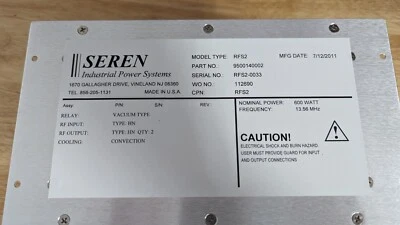 SEREN
Industrial Power Systems
1670 GALLAGHER DRIVE, VINELAND NJ 08360
TEL. 856-205-1131 MADE IN U.S.A.
MODEL TYPE: RFS2 MFG DATE: 7/12/2011
PART NO.: 9500140002
SERIAL NO.: RFS2-0033
WO NO.: 112690
CPN: RFS2
ASSY: P/N: S/N: REV:
RELAY: VACUUM TYPE
RF INPUT: TYPE: HN
RF OUTPUT: TYPE: HN QTY: 2
COOLING: CONVECTION
NOMINAL POWER: 600 WATT
FREQUENCY: 13.56 MHz
CAUTION!
ELECTRICAL SHOCK AND BURN HAZARD
USER MUST PROVIDE GUARD FOR INPUT
AND OUTPUT CONNECTIONS